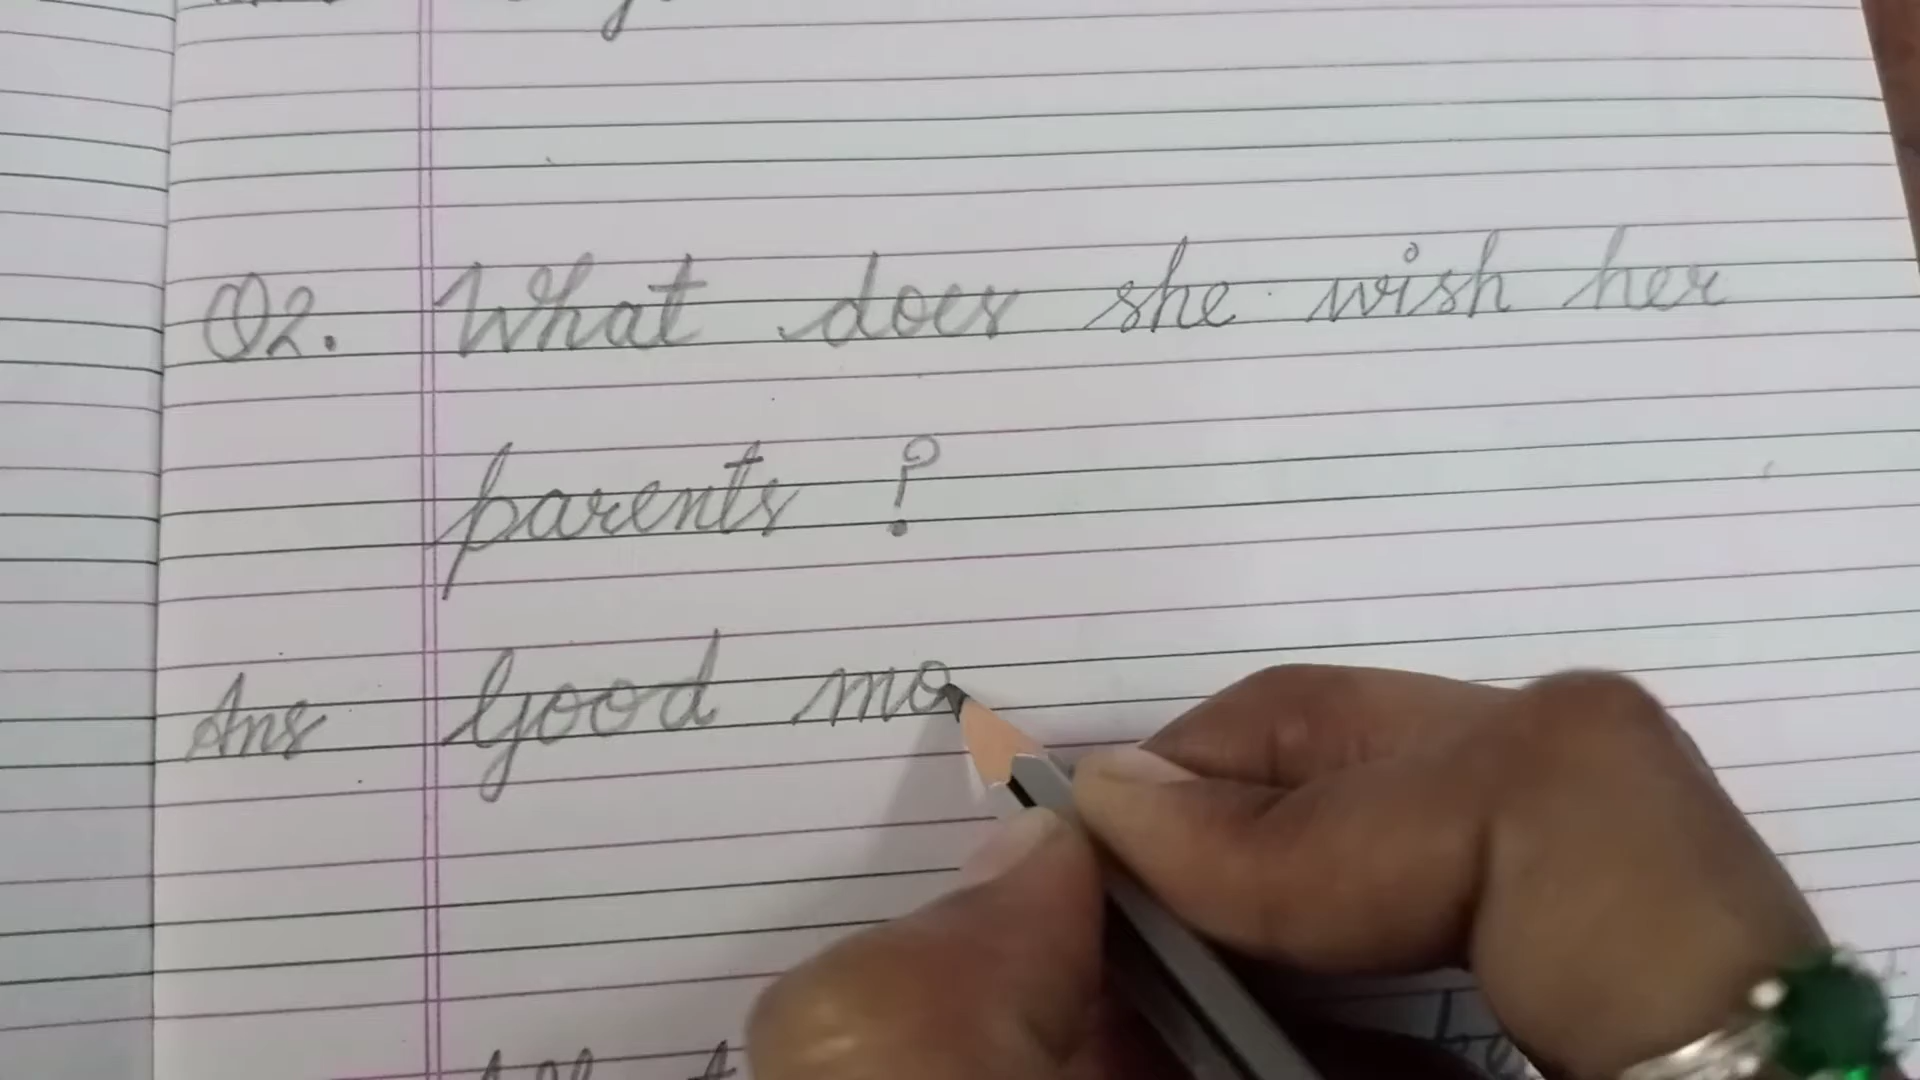 Q2. What does she wish her
parents ?
Ans Good mo